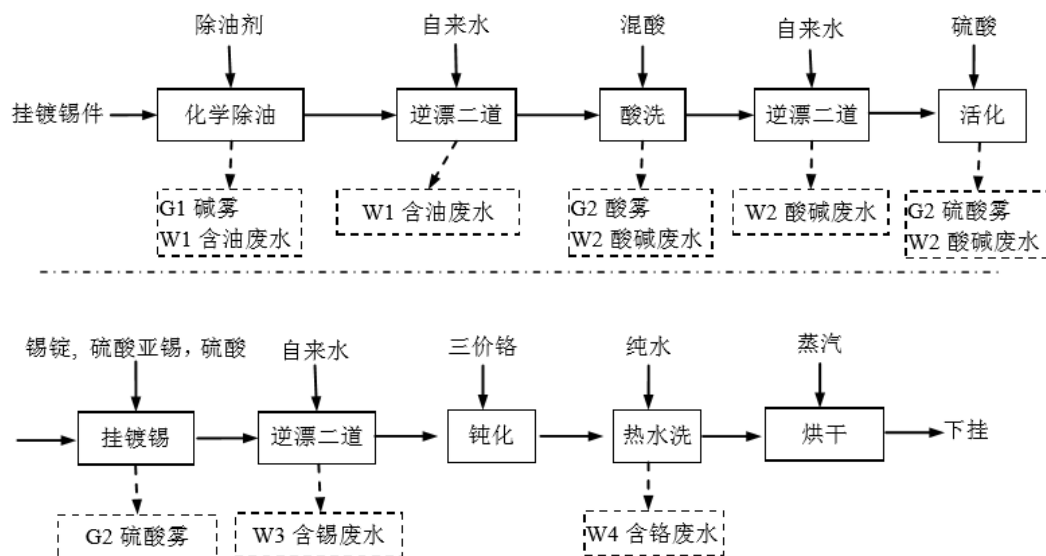 除油剂
自来水
混酸
自来水
硫酸
挂镀锡件
化学除油
逆漂二道
酸洗
逆漂二道
活化
G1 碱雾
W1 含油废水
W1 含油废水
G2 酸雾
W2 酸碱废水
W2 酸碱废水
G2 硫酸雾
W2 酸碱废水
锡锭, 硫酸亚锡，硫酸
自来水
三价铬
纯水
蒸汽
挂镀锡
逆漂二道
钝化
热水洗
烘干
下挂
G2 硫酸雾
W3 含锡废水
W4 含铬废水